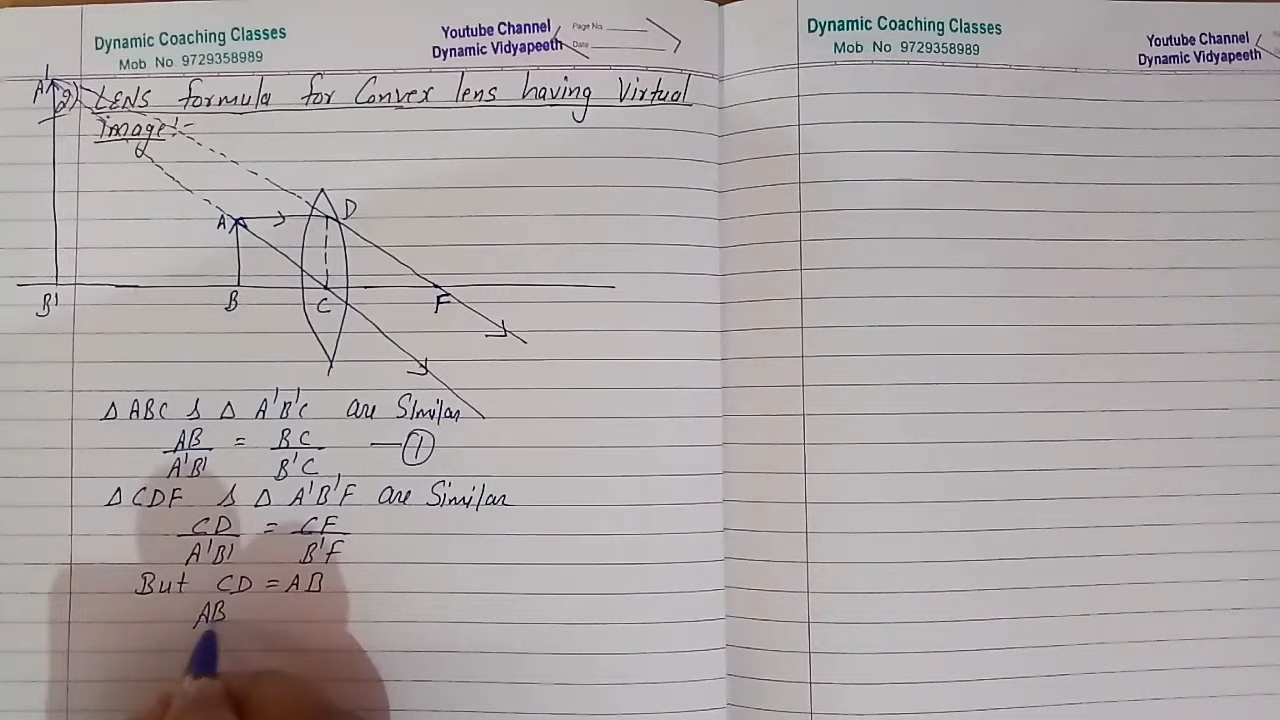 Dynamic Coaching Classes
Mob No 9729358989
Youtube Channel
Dynamic Vidyapeeth
Page No.
Date
2) LENS formula for Convex lens having Virtual
image:-
A'
A
D
B'
B
C
F
Δ ABC & Δ A'B'C are Similar
AB/A'B' = BC/B'C — ①
Δ CDF & Δ A'B'F are Similar
CD/A'B' = CF/B'F
But CD = AB
AB
Dynamic Coaching Classes
Mob No 9729358989
Youtube Channel
Dynamic Vidyapeeth